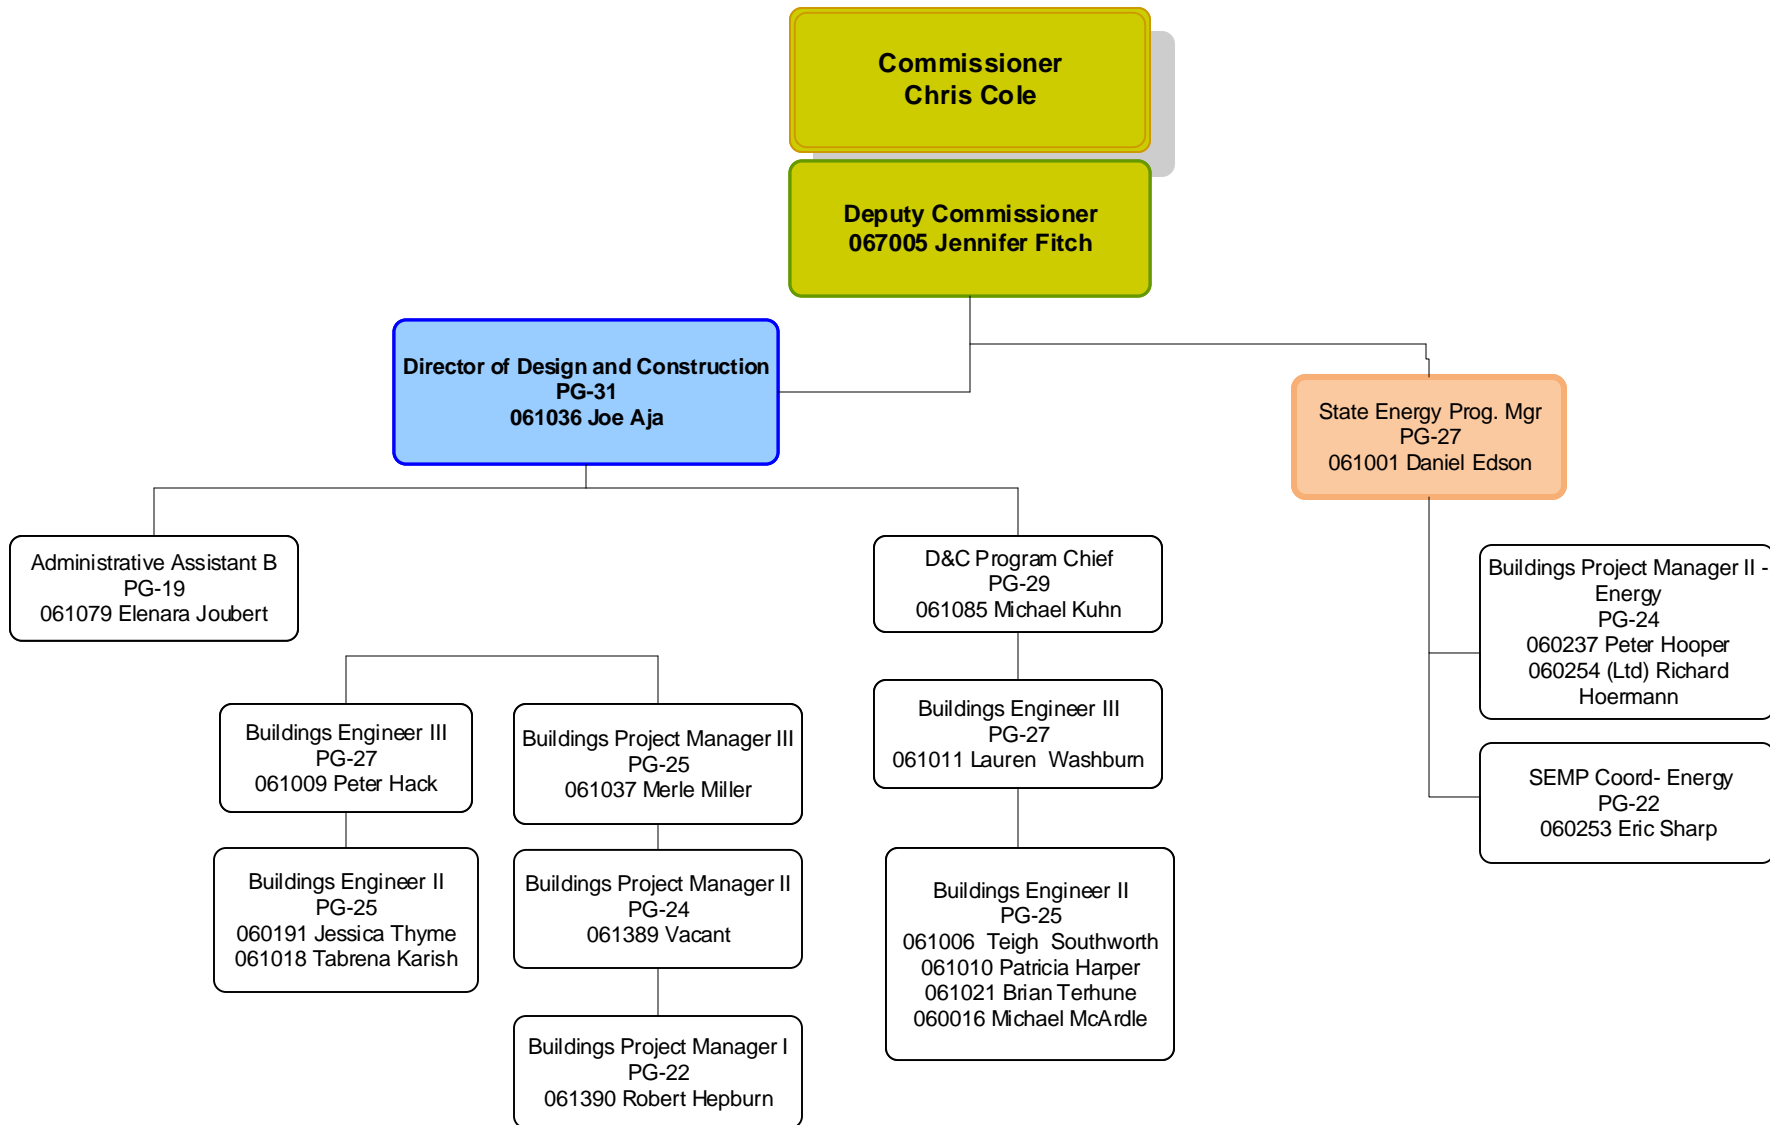 Commissioner
Chris Cole
Deputy Commissioner
067005 Jennifer Fitch
Director of Design and Construction
PG-31
061036 Joe Aja
State Energy Prog. Mgr
PG-27
061001 Daniel Edson
Administrative Assistant B
PG-19
061079 Elenara Joubert
D&C Program Chief
PG-29
061085 Michael Kuhn
Buildings Project Manager II -
Energy
PG-24
060237 Peter Hooper
060254 (Ltd) Richard
Hoermann
Buildings Engineer III
PG-27
061009 Peter Hack
Buildings Project Manager III
PG-25
061037 Merle Miller
Buildings Engineer III
PG-27
061011 Lauren Washburn
SEMP Coord- Energy
PG-22
060253 Eric Sharp
Buildings Engineer II
PG-25
060191 Jessica Thyme
061018 Tabrena Karish
Buildings Project Manager II
PG-24
061389 Vacant
Buildings Engineer II
PG-25
061006 Teigh Southworth
061010 Patricia Harper
061021 Brian Terhune
060016 Michael McArdle
Buildings Project Manager I
PG-22
061390 Robert Hepburn